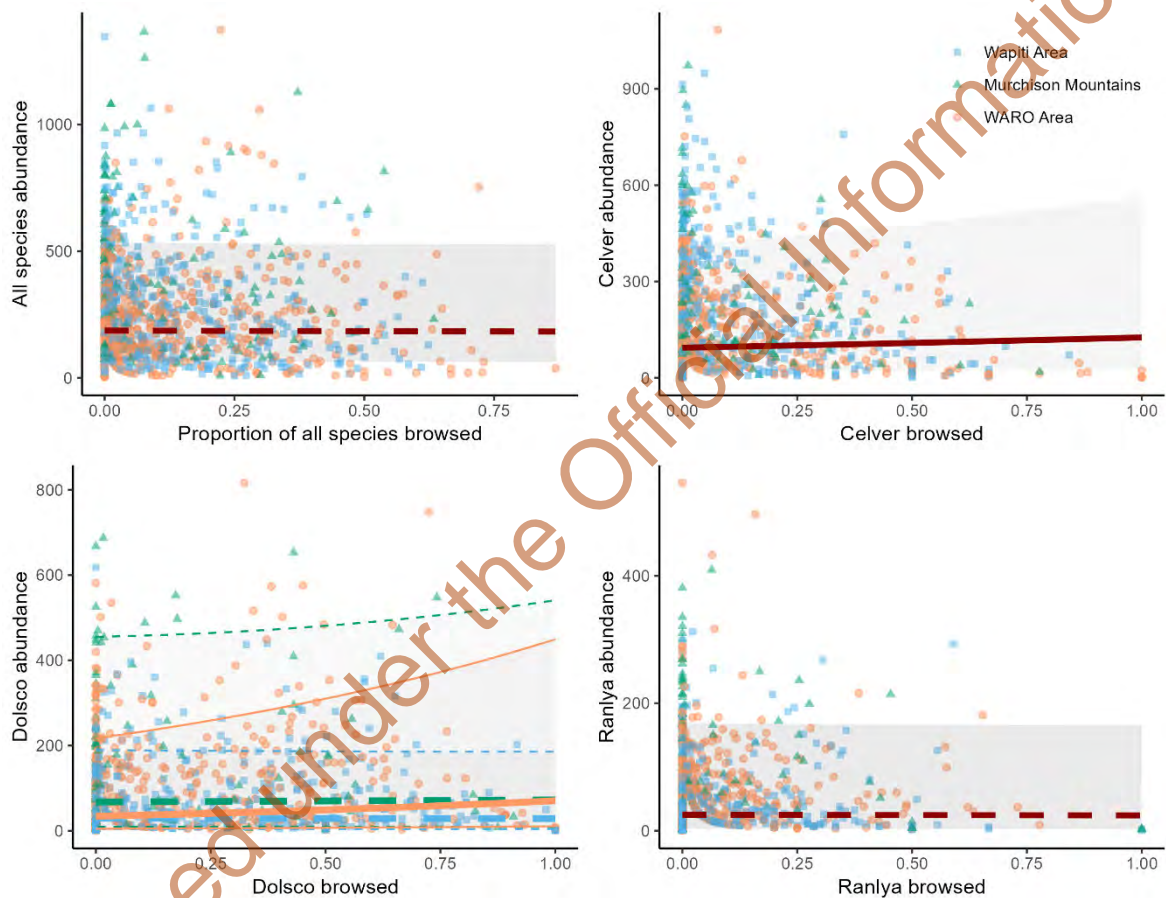 All species abundance
1000
500
0
0.00 0.25 0.50 0.75
Proportion of all species browsed
Celver abundance
900
600
300
0
0.00 0.25 0.50 0.75 1.00
Celver browsed
Wapiti Area
Murchison Mountains
WARO Area
Dolsco abundance
800
600
400
200
0
0.00 0.25 0.50 0.75 1.00
Dolsco browsed
Ranlya abundance
400
200
0
0.00 0.25 0.50 0.75 1.00
Ranlya browsed
ed under the Official Informatio